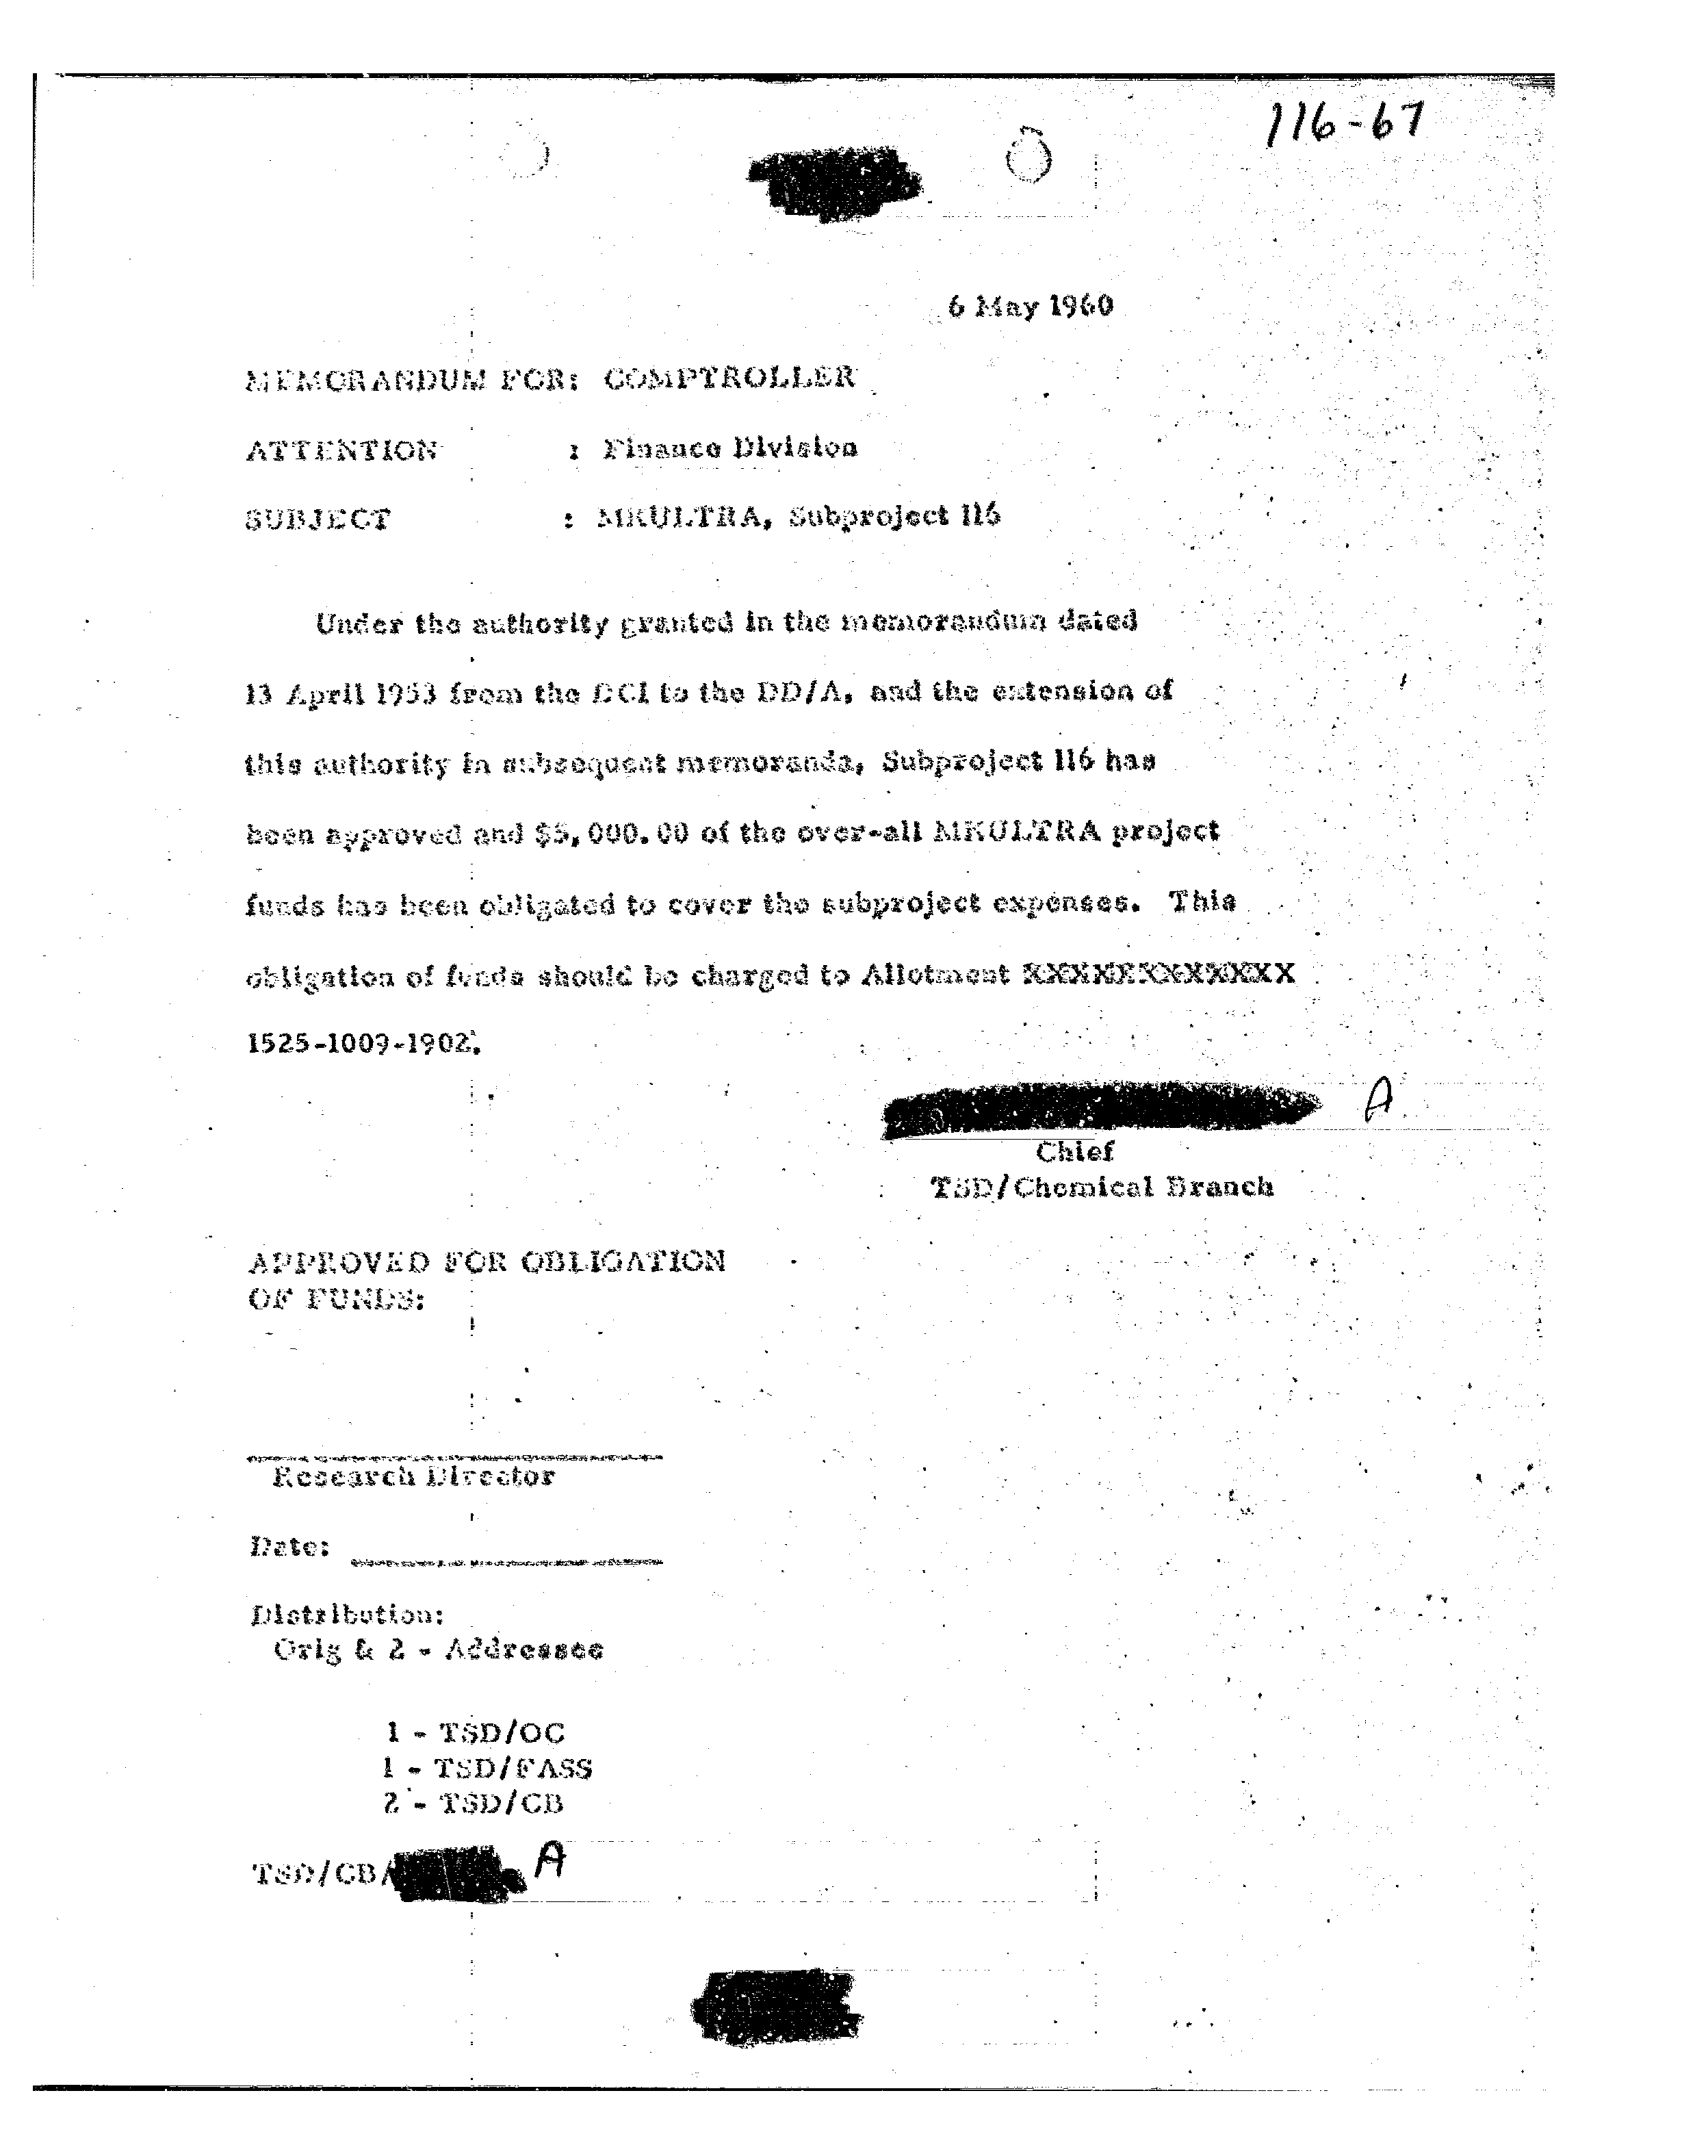 116-67
6 May 1960
MEMORANDUM FOR: COMPTROLLER
ATTENTION : Finance Division
SUBJECT : MKULTRA, Subproject 116
Under the authority granted in the memorandum dated
13 April 1953 from the DCI to the DD/A, and the extension of
this authority in subsequent memoranda, Subproject 116 has
been approved and $5,000.00 of the over-all MKULTRA project
funds has been obligated to cover the subproject expenses. This
obligation of funds should be charged to Allotment XXXXXXXXXXXXX
1525-1009-1902.
A
Chief
TSD/Chemical Branch
APPROVED FOR OBLIGATION
OF FUNDS:
Research Director
Date:
Distribution:
Orig & 2 - Addressee
1 - TSD/OC
1 - TSD/FASS
2 - TSD/CB
TSD/CB/ A